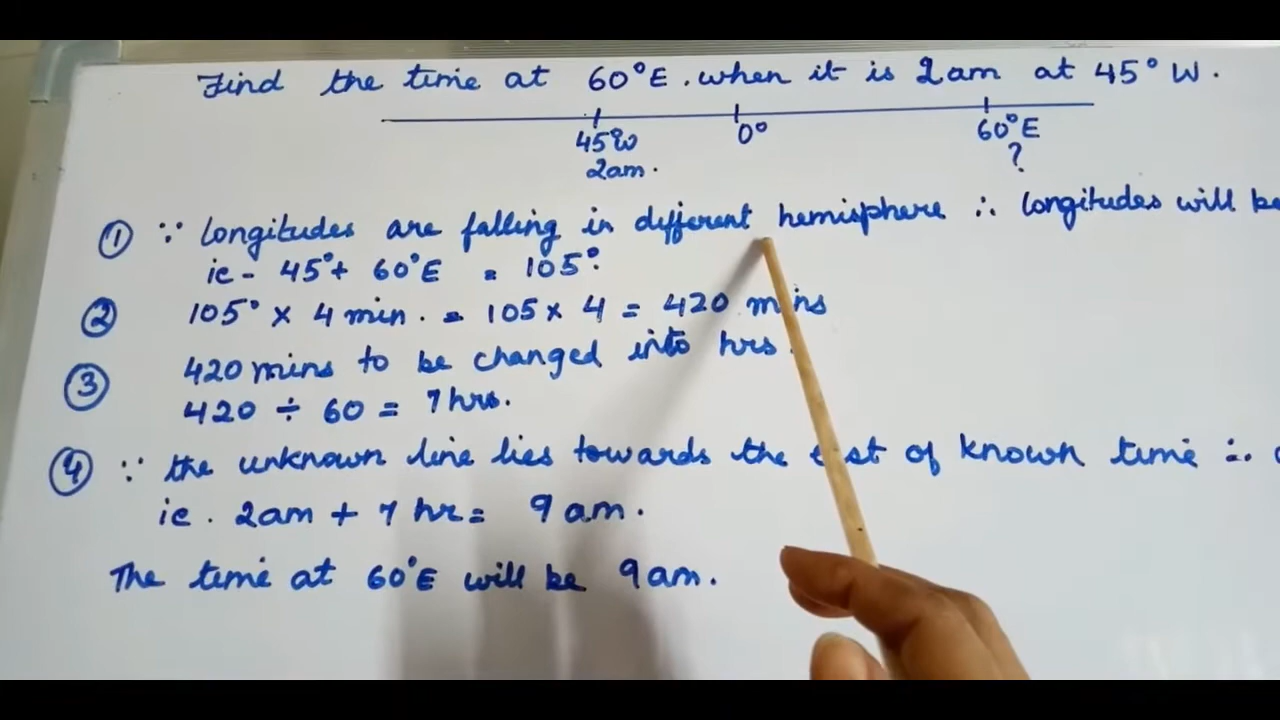 Find the time at 60°E. when it is 2am at 45° W.
45°W 0° 60°E
2am. ?
① ∵ longitudes are falling in different hemisphere ∴ longitudes will be
ie - 45°+ 60°E = 105°.
② 105° × 4 min. = 105 × 4 = 420 mins
③ 420 mins to be changed into hrs.
420 ÷ 60 = 7 hrs.
④ ∵ the unknown line lies towards the east of known time ∴
ie. 2am + 7 hr = 9 am.
The time at 60°E will be 9am.